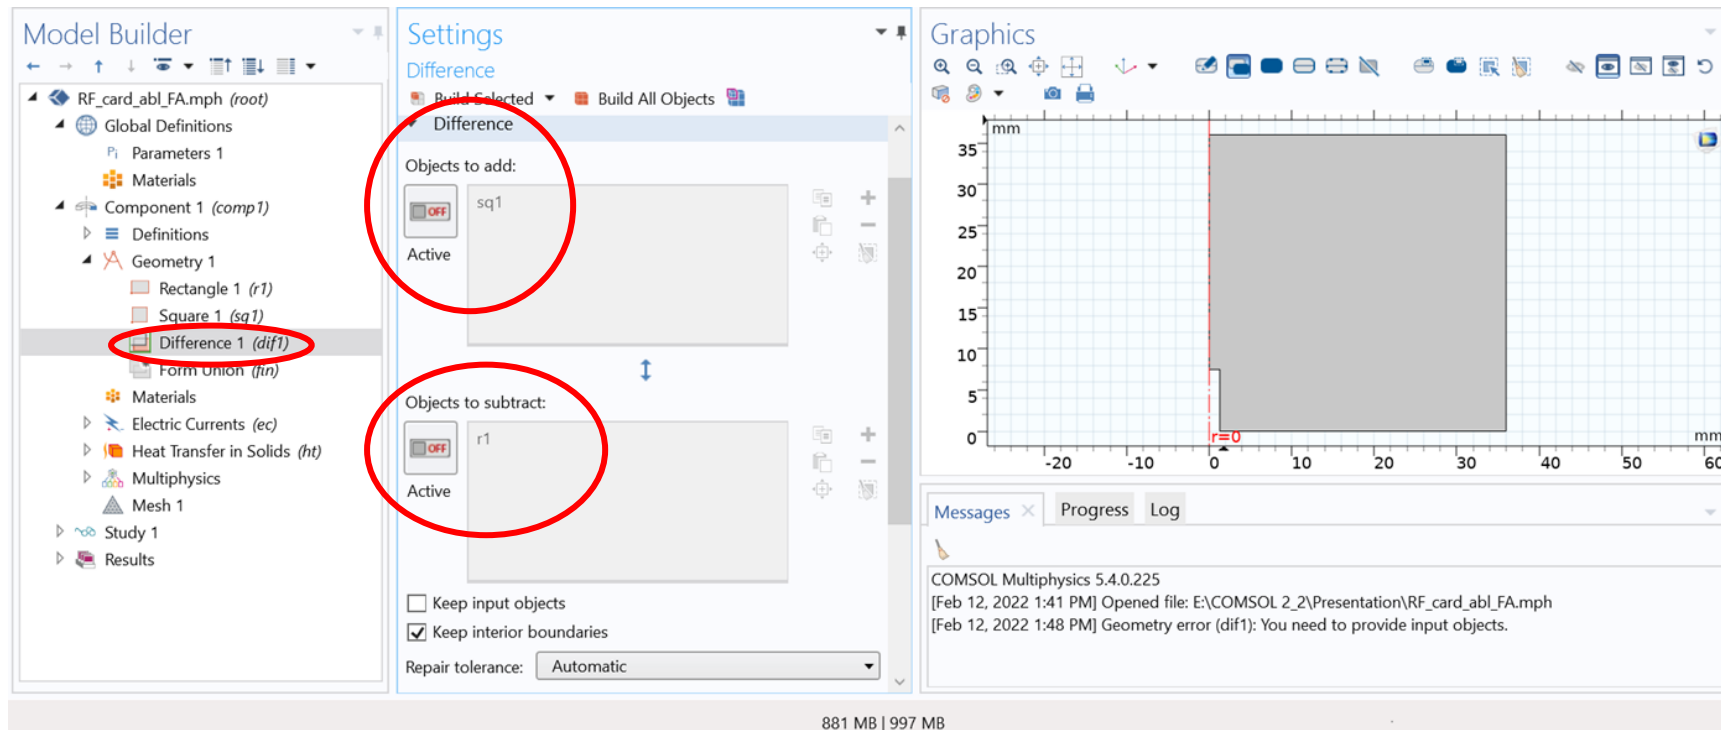 Model Builder
RF_card_abl_FA.mph (root)
Global Definitions
Pi Parameters 1
Materials
Component 1 (comp1)
Definitions
Geometry 1
Rectangle 1 (r1)
Square 1 (sq1)
Difference 1 (dif1)
Form Union (fin)
Materials
Electric Currents (ec)
Heat Transfer in Solids (ht)
Multiphysics
Mesh 1
Study 1
Results
Settings
Difference
Build Selected
Build All Objects
Difference
Objects to add:
OFF
sq1
Active
Objects to subtract:
OFF
r1
Active
Keep input objects
Keep interior boundaries
Repair tolerance: Automatic
Graphics
mm
35
30
25
20
15
10
5
0
r=0
mm
-20 -10 0 10 20 30 40 50 60
Messages Progress Log
COMSOL Multiphysics 5.4.0.225
[Feb 12, 2022 1:41 PM] Opened file: E:\COMSOL 2_2\Presentation\RF_card_abl_FA.mph
[Feb 12, 2022 1:48 PM] Geometry error (dif1): You need to provide input objects.
881 MB | 997 MB